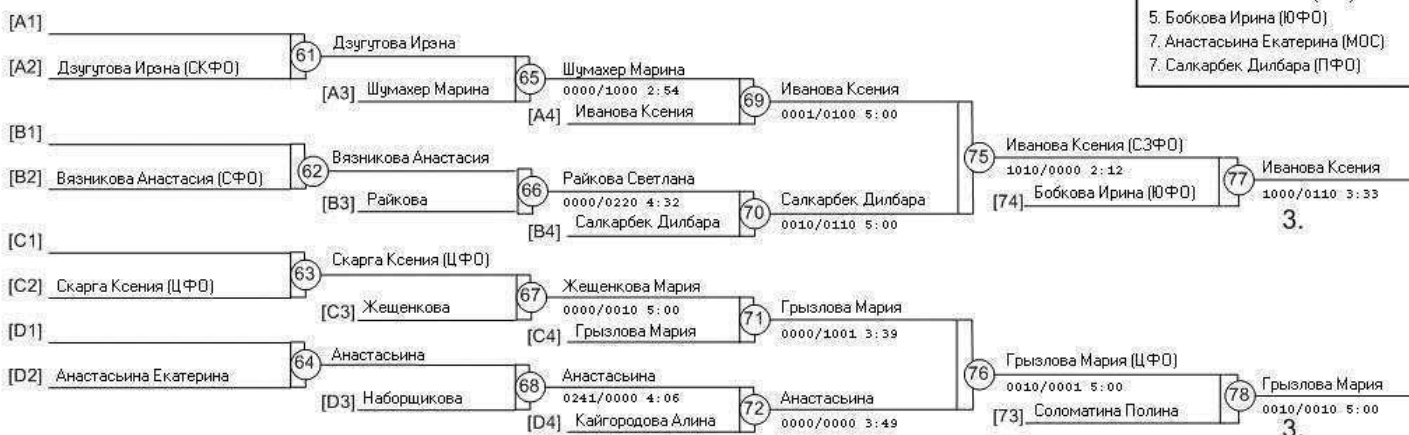 5. Бобкова Ирина (ЮФО)
7. Анастасьина Екатерина (МОС)
7. Салкарбек Дилбара (ПФО)
[A1]
[A2] Дзугутова Ирэна (СКФО)
61
Дзугутова Ирэна
[A3] Шумахер Марина
65
Шумахер Марина
0000/1000 2:54
[A4] Иванова Ксения
69
Иванова Ксения
0001/0100 5:00
[B1]
[B2] Вязникова Анастасия (СФО)
62
Вязникова Анастасия
[B3] Райкова
66
Райкова Светлана
0000/0220 4:32
[B4] Салкарбек Дилбара
70
Салкарбек Дилбара
0010/0110 5:00
75
Иванова Ксения (СЗФО)
1010/0000 2:12
[74] Бобкова Ирина (ЮФО)
77
Иванова Ксения
1000/0110 3:33
3.
[C1]
[C2] Скарга Ксения (ЦФО)
63
Скарга Ксения (ЦФО)
[C3] Жещенкова
67
Жещенкова Мария
0000/0010 5:00
[C4] Грызлова Мария
71
Грызлова Мария
0000/1001 3:39
[D1]
[D2] Анастасьина Екатерина
64
Анастасьина
[D3] Наборщикова
68
Анастасьина
0241/0000 4:06
[D4] Кайгородова Алина
72
Анастасьина
0000/0000 3:49
76
Грызлова Мария (ЦФО)
0010/0001 5:00
[73] Соломатина Полина
78
Грызлова Мария
0010/0010 5:00
3.